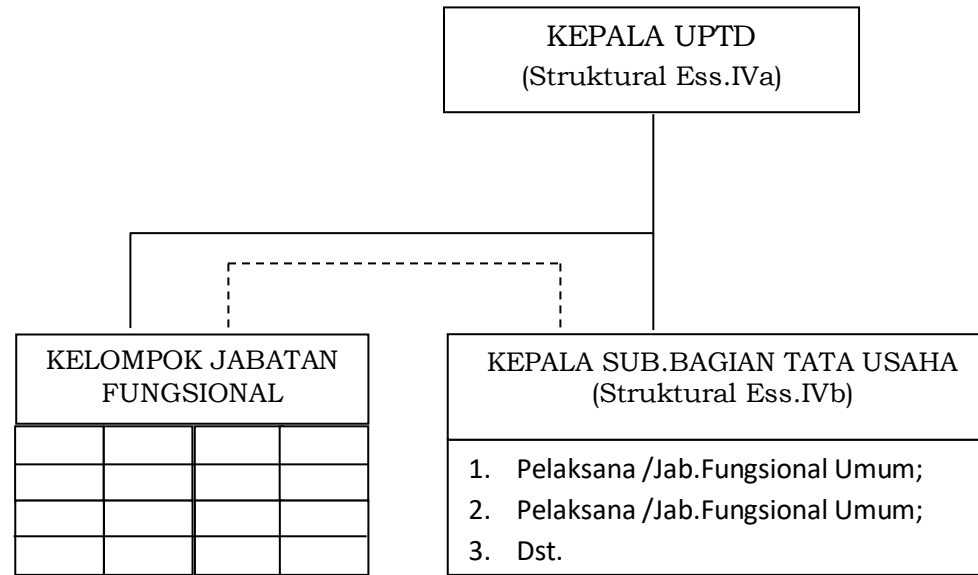 KEPALA UPTD
(Struktural Ess.IVa)
KELOMPOK JABATAN
FUNGSIONAL
KEPALA SUB.BAGIAN TATA USAHA
(Struktural Ess.IVb)
1. Pelaksana /Jab.Fungsional Umum;
2. Pelaksana /Jab.Fungsional Umum;
3. Dst.